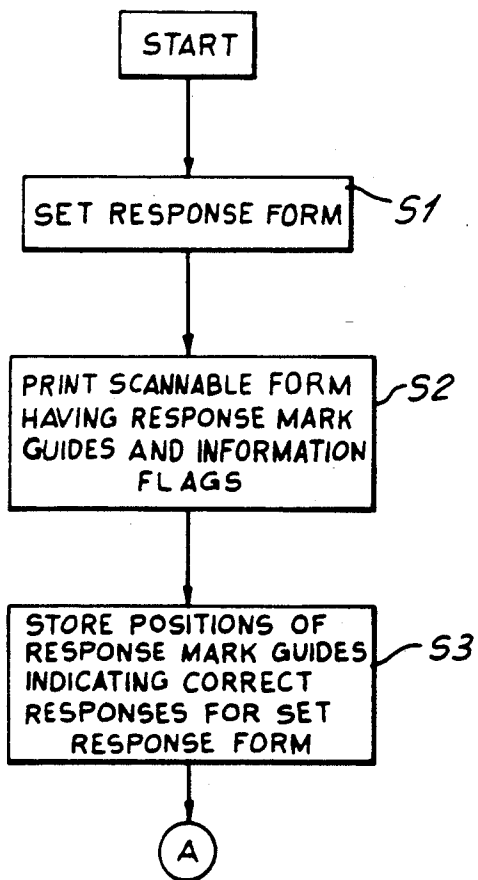 START
SET RESPONSE FORM
S1
PRINT SCANNABLE FORM
HAVING RESPONSE MARK
GUIDES AND INFORMATION
FLAGS
S2
STORE POSITIONS OF
RESPONSE MARK GUIDES
INDICATING CORRECT
RESPONSES FOR SET
RESPONSE FORM
S3
A